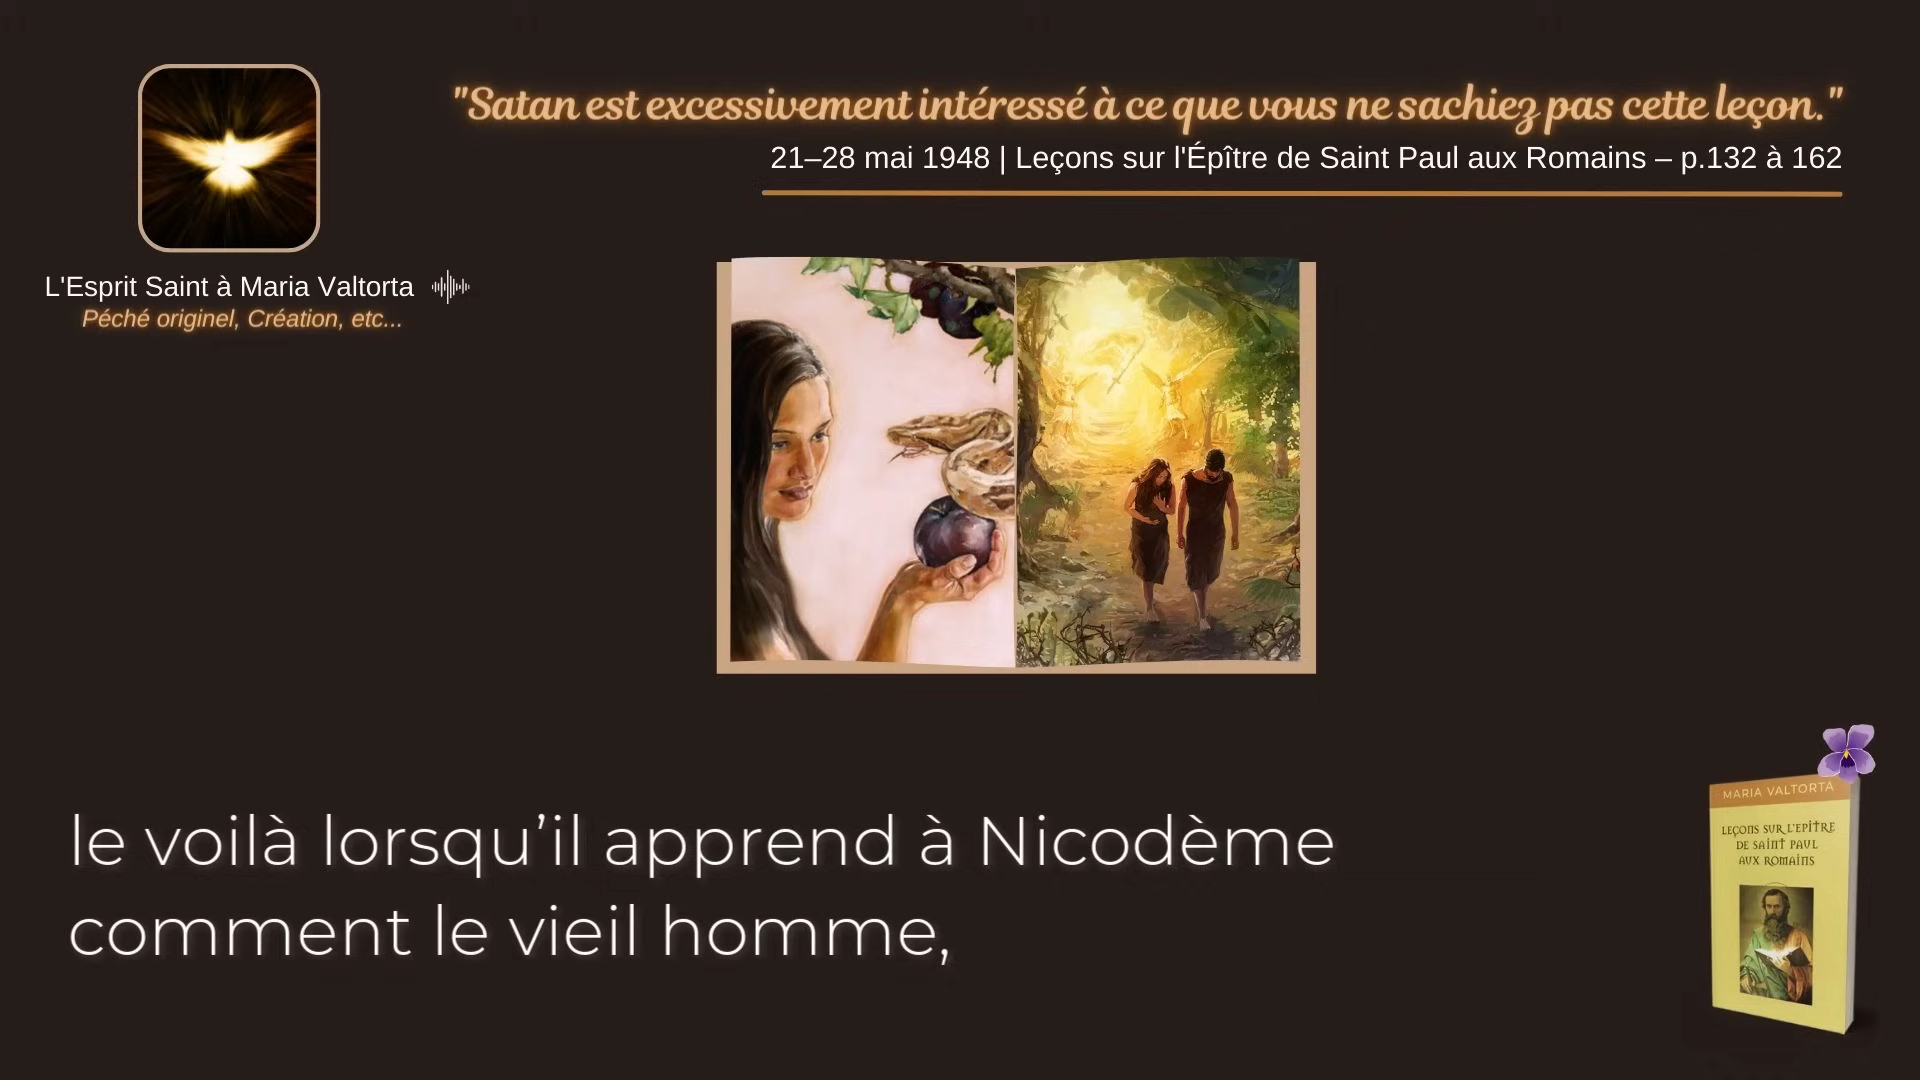 "Satan est excessivement intéressé à ce que vous ne sachiez pas cette leçon."
21–28 mai 1948 | Leçons sur l'Épître de Saint Paul aux Romains – p.132 à 162
L'Esprit Saint à Maria Valtorta
Péché originel, Création, etc...
le voilà lorsqu’il apprend à Nicodème
comment le vieil homme,
MARIA VALTORTA
LEÇONS SUR L'EPÎTRE
DE SAINT PAUL
AUX ROMAINS